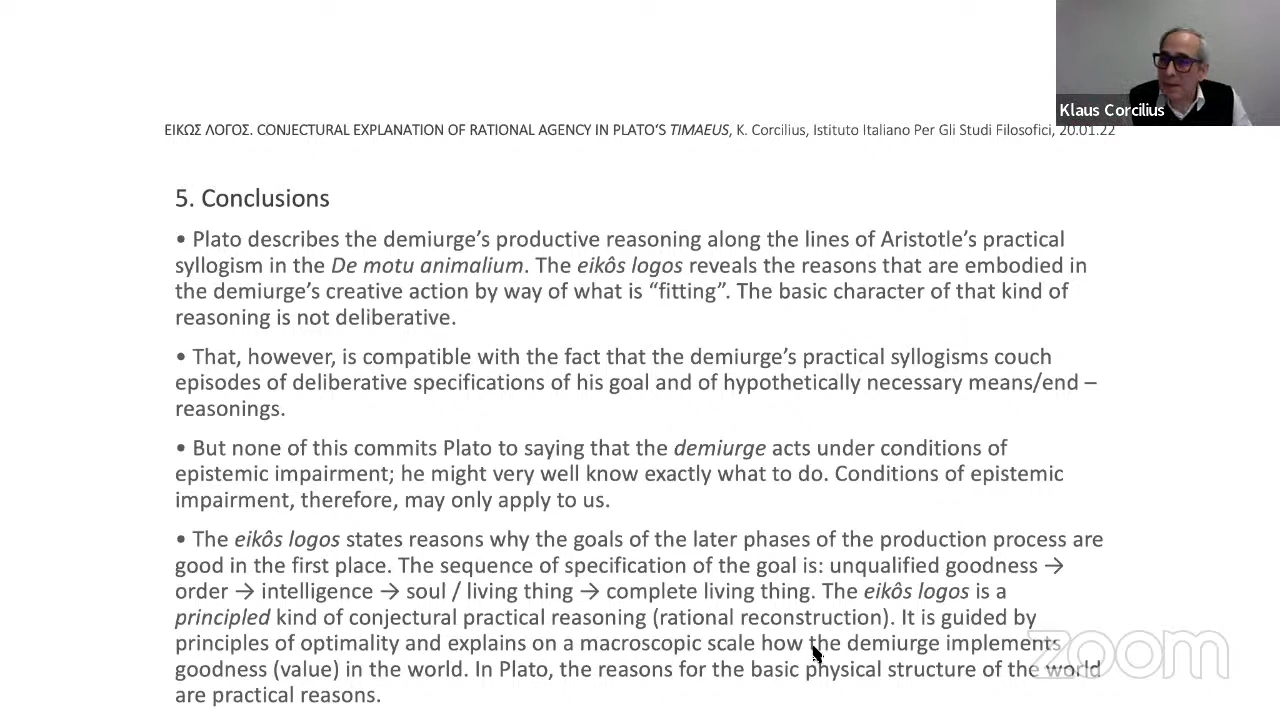 Klaus Corcilius
ΕΙΚΩΣ ΛΟΓΟΣ. CONJECTURAL EXPLANATION OF RATIONAL AGENCY IN PLATO‘S TIMAEUS, K. Corcilius, Istituto Italiano Per Gli Studi Filosofici, 20.01.22
5. Conclusions
• Plato describes the demiurge’s productive reasoning along the lines of Aristotle’s practical
syllogism in the De motu animalium. The eikôs logos reveals the reasons that are embodied in
the demiurge’s creative action by way of what is “fitting”. The basic character of that kind of
reasoning is not deliberative.
• That, however, is compatible with the fact that the demiurge’s practical syllogisms couch
episodes of deliberative specifications of his goal and of hypothetically necessary means/end –
reasonings.
• But none of this commits Plato to saying that the demiurge acts under conditions of
epistemic impairment; he might very well know exactly what to do. Conditions of epistemic
impairment, therefore, may only apply to us.
• The eikôs logos states reasons why the goals of the later phases of the production process are
good in the first place. The sequence of specification of the goal is: unqualified goodness →
order → intelligence → soul / living thing → complete living thing. The eikôs logos is a
principled kind of conjectural practical reasoning (rational reconstruction). It is guided by
principles of optimality and explains on a macroscopic scale how the demiurge implements
goodness (value) in the world. In Plato, the reasons for the basic physical structure of the world
are practical reasons.
zoom